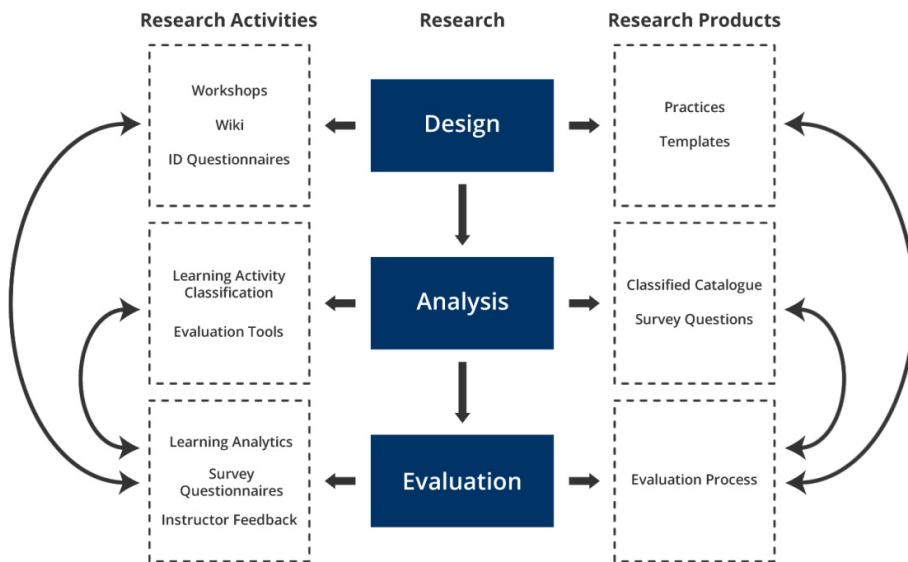 Research Activities
Research
Research Products
Workshops
Wiki
ID Questionnaires
Design
Practices
Templates
Learning Activity
Classification
Evaluation Tools
Analysis
Classified Catalogue
Survey Questions
Learning Analytics
Survey
Questionnaires
Instructor Feedback
Evaluation
Evaluation Process